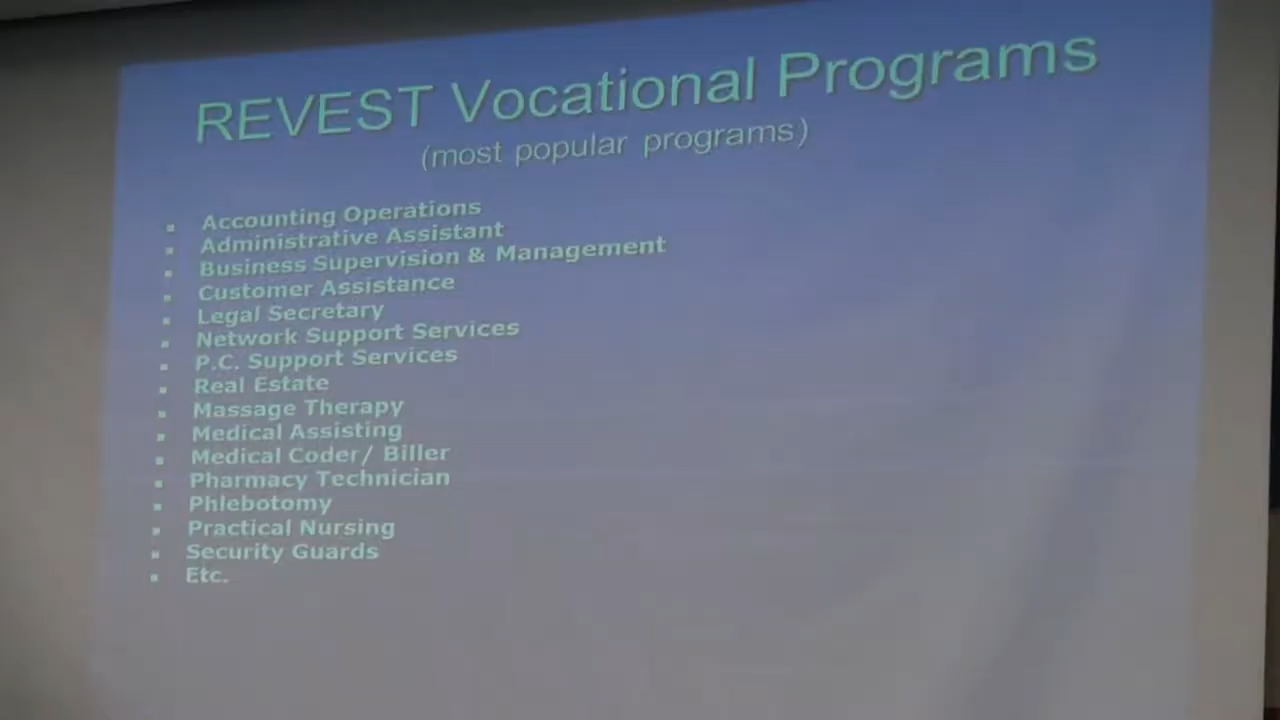 REVEST Vocational Programs
(most popular programs)
Accounting Operations
Administrative Assistant
Business Supervision & Management
Customer Assistance
Legal Secretary
Network Support Services
P.C. Support Services
Real Estate
Massage Therapy
Medical Assisting
Medical Coder/ Biller
Pharmacy Technician
Phlebotomy
Practical Nursing
Security Guards
Etc.